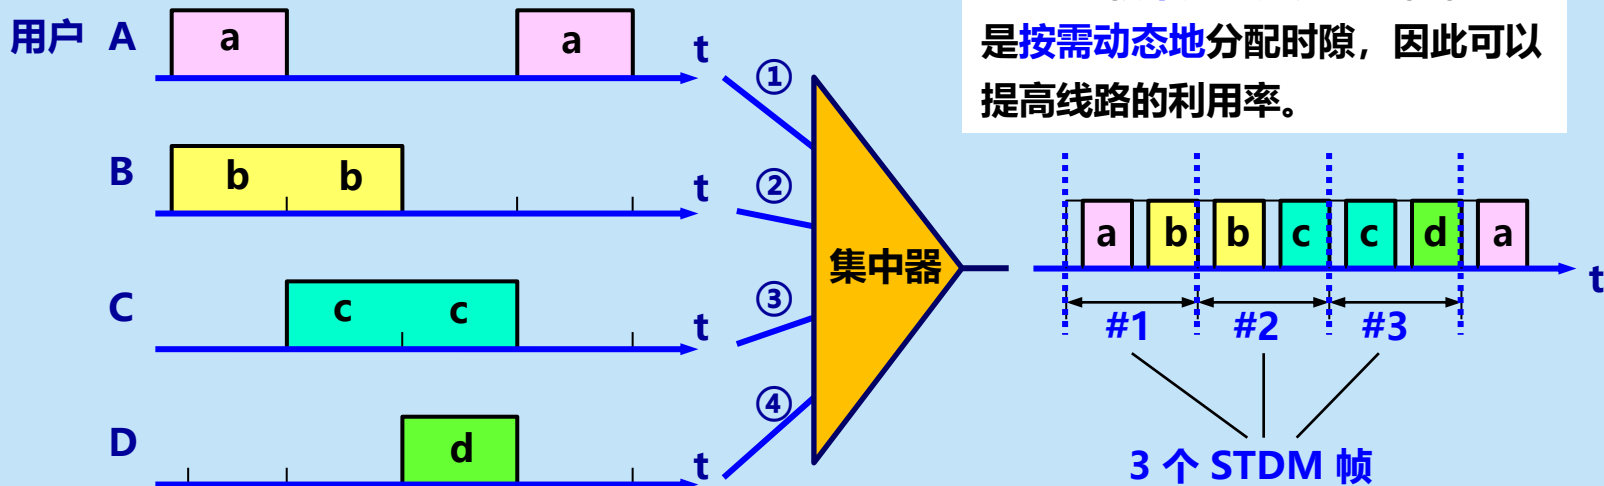 是按需动态地分配时隙，因此可以
提高线路的利用率。
用户 A a a t
①
B b b t
②
集中器
a b b c c d a
t
C c c t
③
#1 #2 #3
D d t
④
3 个 STDM 帧